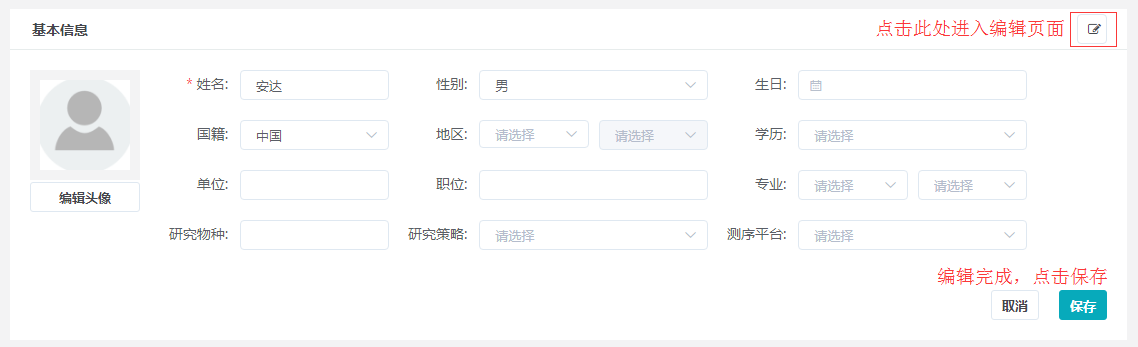 基本信息 点击此处进入编辑页面
* 姓名: 安达 性别: 男 生日:
国籍: 中国 地区: 请选择 请选择 学历: 请选择
单位: 职位: 专业: 请选择 请选择
编辑头像
研究物种: 研究策略: 请选择 测序平台: 请选择
编辑完成，点击保存
取消 保存